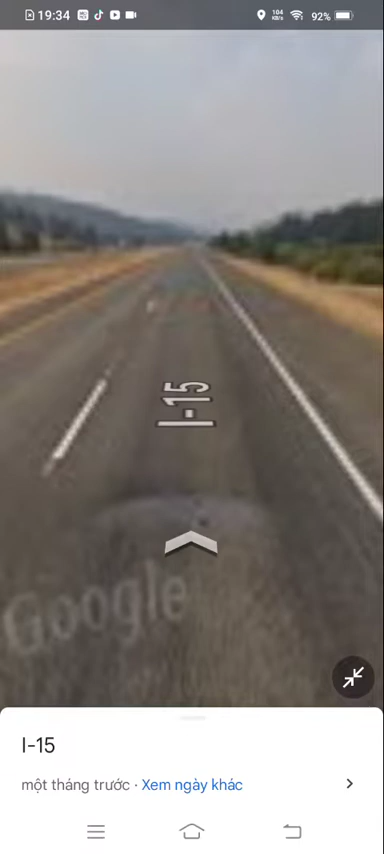 19:34
104
KB/s
92%
I-15
Google
I-15
một tháng trước · Xem ngày khác